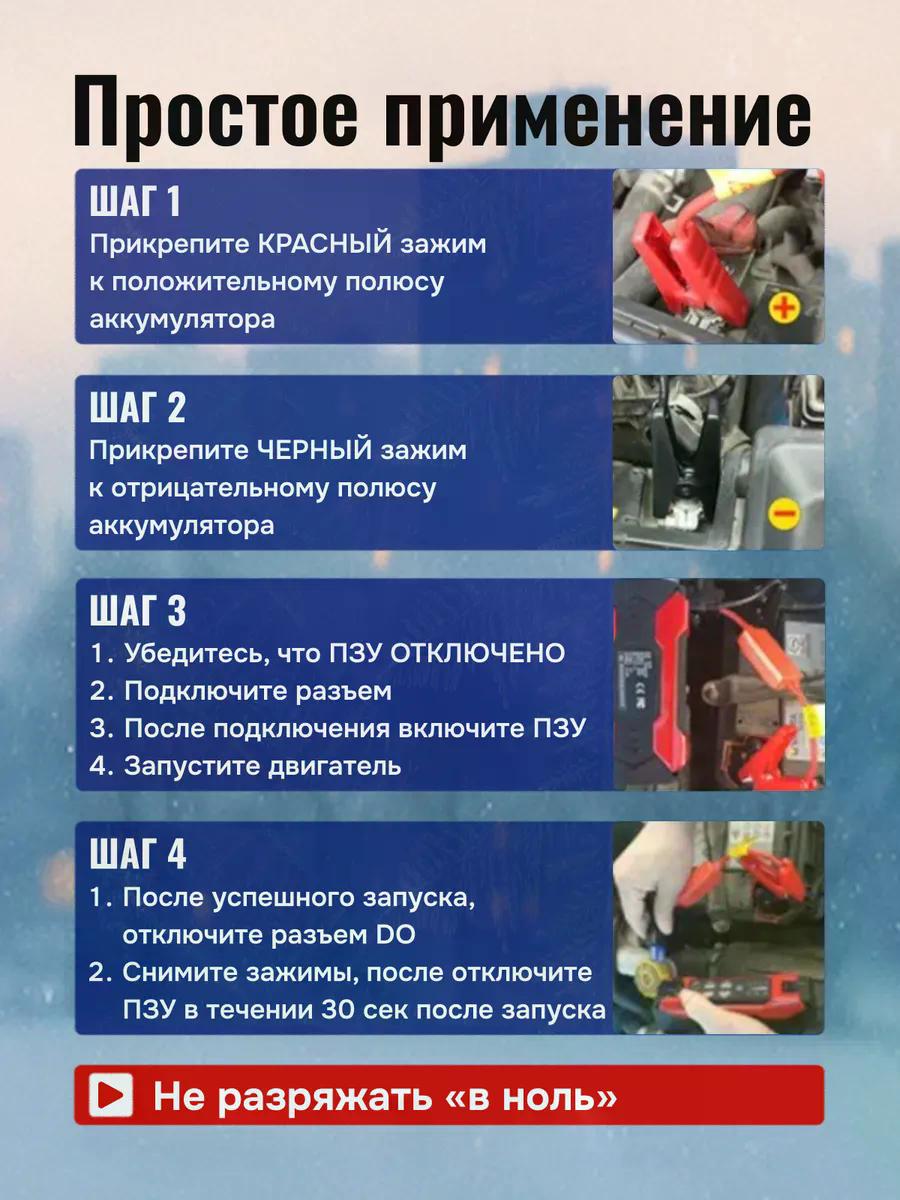 Простое применение
ШАГ 1
Прикрепите КРАСНЫЙ зажим
к положительному полюсу
аккумулятора
ШАГ 2
Прикрепите ЧЕРНЫЙ зажим
к отрицательному полюсу
аккумулятора
ШАГ 3
1. Убедитесь, что ПЗУ ОТКЛЮЧЕНО
2. Подключите разъем
3. После подключения включите ПЗУ
4. Запустите двигатель
ШАГ 4
1. После успешного запуска,
отключите разъем DO
2. Снимите зажимы, после отключите
ПЗУ в течении 30 сек после запуска
Не разряжать «в ноль»